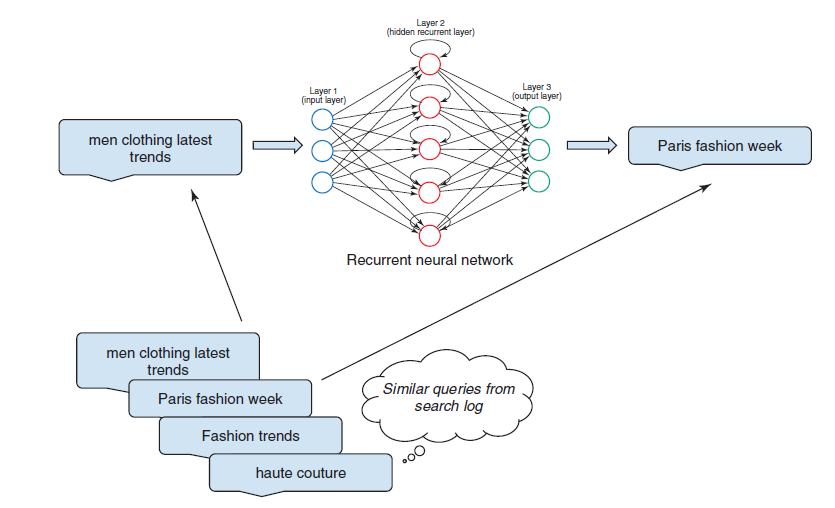 Layer 2
(hidden recurrent layer)
Layer 1
(input layer)
Layer 3
(output layer)
men clothing latest
trends
Paris fashion week
Recurrent neural network
men clothing latest
trends
Paris fashion week
Fashion trends
haute couture
Similar queries from
search log